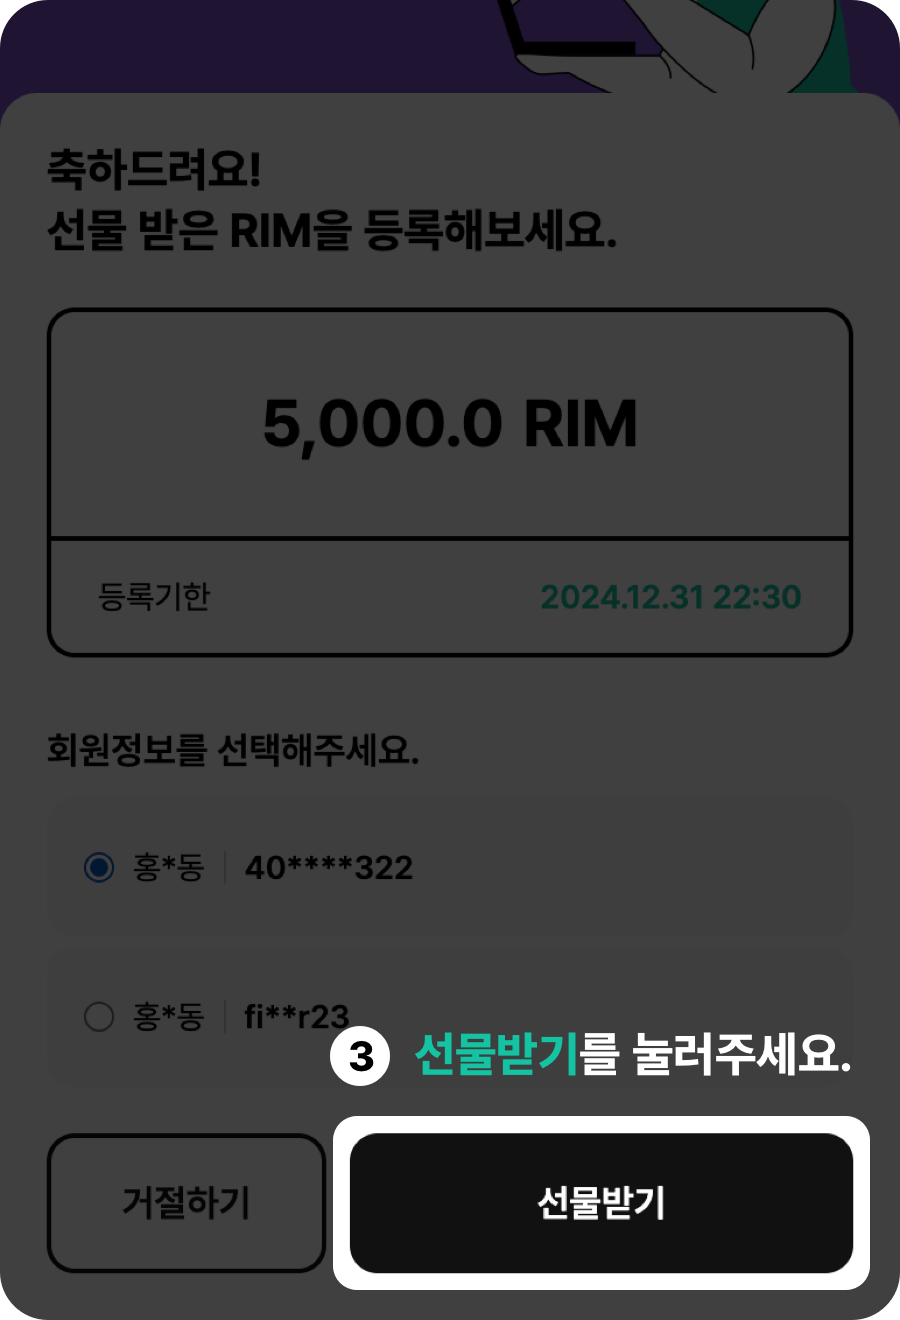 축하드려요!
선물 받은 RIM을 등록해보세요.
5,000.0 RIM
등록기한 2024.12.31 22:30
회원정보를 선택해주세요.
홍*동 40****322
홍*동 fi**r23
3 선물받기를 눌러주세요.
거절하기 선물받기